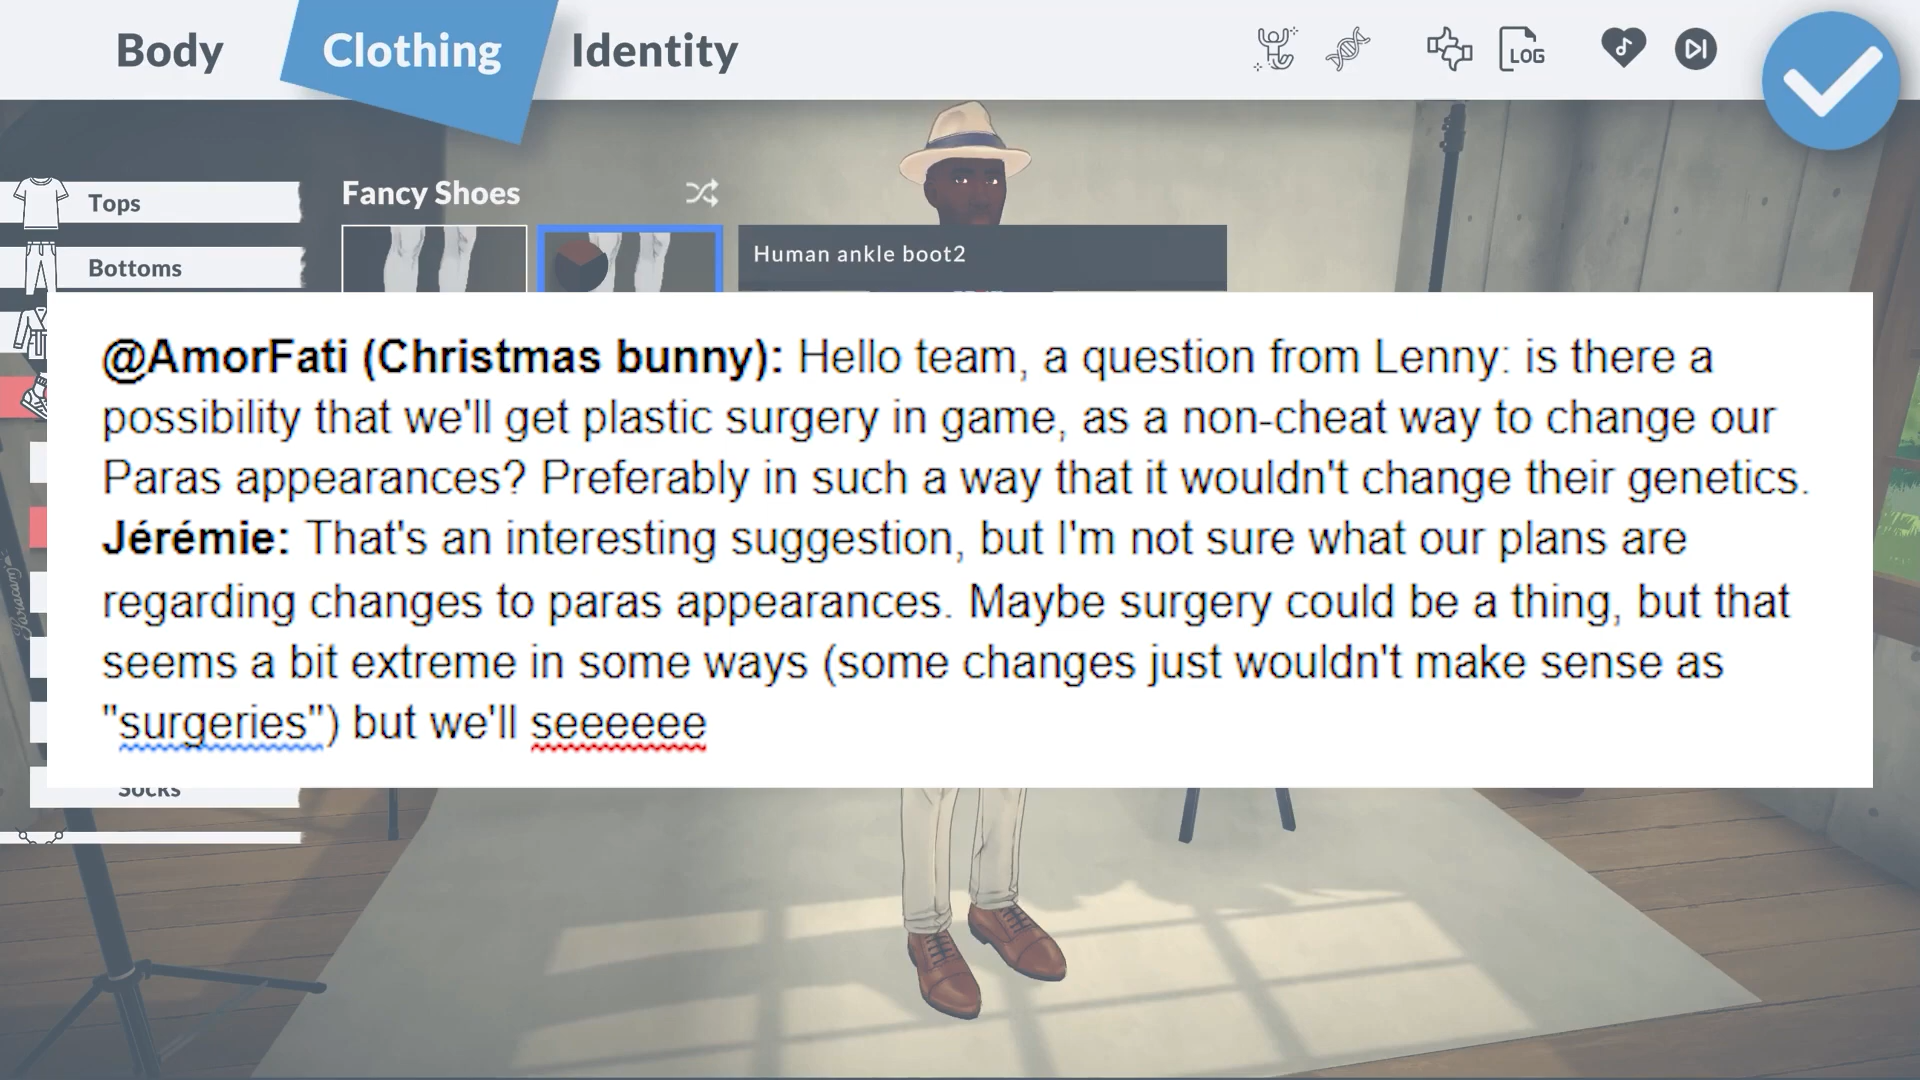 Body
Clothing
Identity
LOG
Tops
Fancy Shoes
Human ankle boot2
Bottoms
@AmorFati (Christmas bunny): Hello team, a question from Lenny: is there a
possibility that we'll get plastic surgery in game, as a non-cheat way to change our
Paras appearances? Preferably in such a way that it wouldn't change their genetics.
Jérémie: That's an interesting suggestion, but I'm not sure what our plans are
regarding changes to paras appearances. Maybe surgery could be a thing, but that
seems a bit extreme in some ways (some changes just wouldn't make sense as
"surgeries") but we'll seeeeee
Socks
Paracam